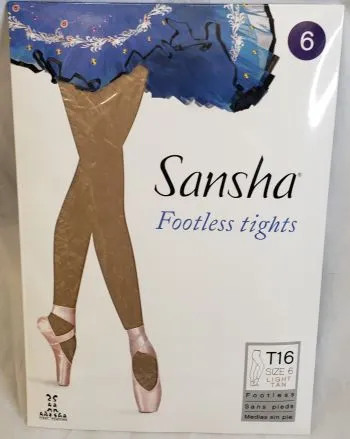 6
Sansha®
Footless tights
T16
SIZE 6
LIGHT
TAN
Footless
Sans pieds
Medias sin pie